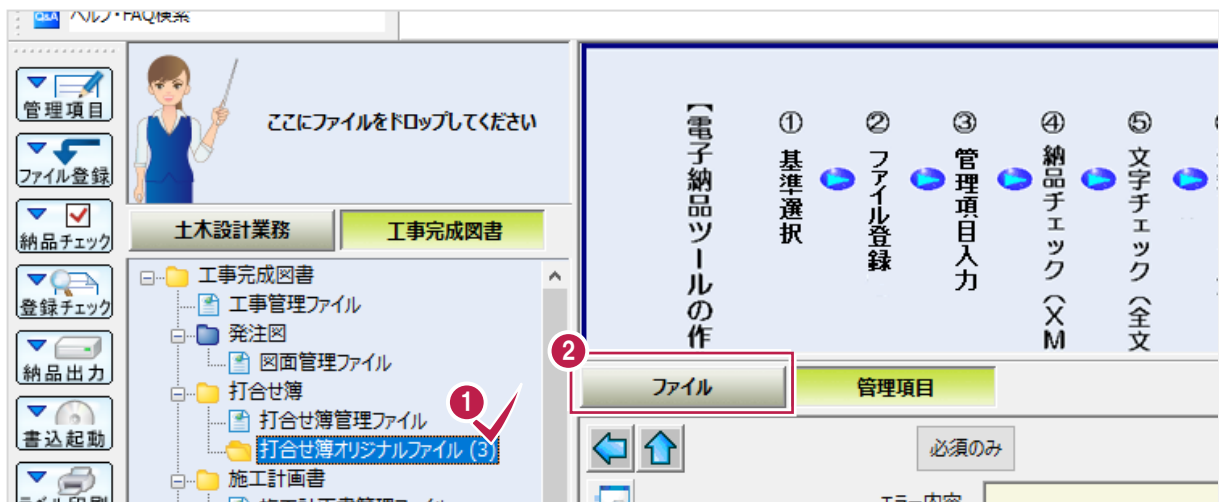 Q&A ヘルプ・FAQ検索
管理項目
ファイル登録
納品チェック
登録チェック
納品出力
書込起動
ここにファイルをドロップしてください
土木設計業務
工事完成図書
工事完成図書
工事管理ファイル
発注図
図面管理ファイル
打合せ簿
打合せ簿管理ファイル
打合せ簿オリジナルファイル (3)
1
施工計画書
【電子納品ツールの作
① 基準選択
② ファイル登録
③ 管理項目入力
④ 納品チェック（XM
⑤ 文字チェック（全文
2
ファイル
管理項目
必須のみ
エラー内容